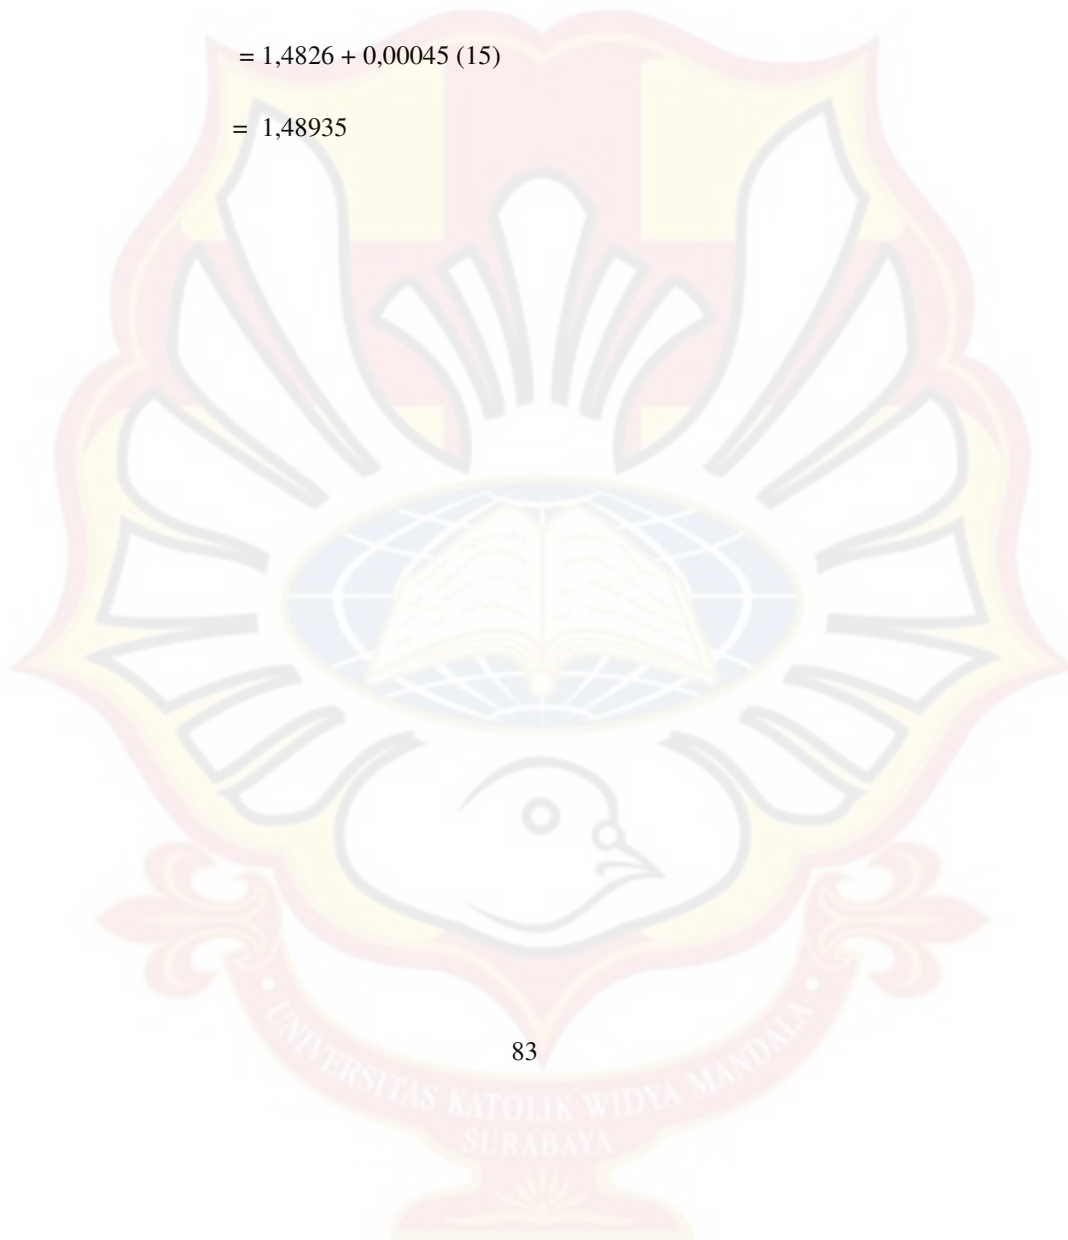 = 1,4826 + 0,00045 (15)
= 1,48935
83
UNIVERSITAS KATOLIK WIDYA MANDALA
SURABAYA